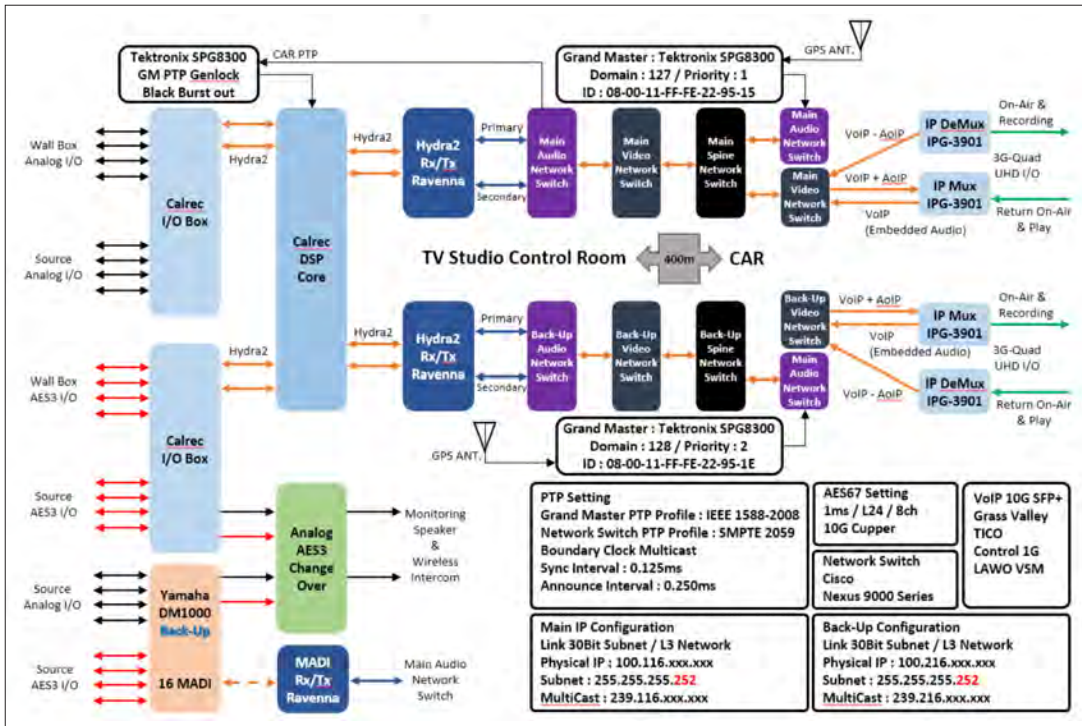 Tektronix SPG8300
GM PTP Genlock
Black Burst out
CAR PTP
Grand Master : Tektronix SPG8300
Domain : 127 / Priority : 1
ID : 08-00-11-FF-FE-22-95-15
GPS ANT.
Wall Box
Analog I/O
Source
Analog I/O
Calrec
I/O Box
Hydra2
Calrec
DSP
Core
Hydra2
Hydra2
Rx/Tx
Ravenna
Primary
Secondary
Main
Audio
Network
Switch
Main
Video
Network
Switch
Main
Spine
Network
Switch
Main
Audio
Network
Switch
Main
Video
Network
Switch
VoIP - AoIP
VoIP + AoIP
VoIP
(Embedded Audio)
IP DeMux
IPG-3901
IP Mux
IPG-3901
On-Air &
Recording
3G-Quad
UHD I/O
Return On-Air
& Play
TV Studio Control Room
400m
CAR
Wall Box
AES3 I/O
Source
AES3 I/O
Calrec
I/O Box
Hydra2
Hydra2
Hydra2
Rx/Tx
Ravenna
Primary
Secondary
Back-Up
Audio
Network
Switch
Back-Up
Video
Network
Switch
Back-Up
Spine
Network
Switch
Back-Up
Video
Network
Switch
Main
Audio
Network
Switch
VoIP + AoIP
VoIP
(Embedded Audio)
VoIP - AoIP
IP Mux
IPG-3901
IP DeMux
IPG-3901
On-Air &
Recording
3G-Quad
UHD I/O
Return On-Air
& Play
GPS ANT.
Grand Master : Tektronix SPG8300
Domain : 128 / Priority : 2
ID : 08-00-11-FF-FE-22-95-1E
Analog
AES3
Change
Over
Monitoring
Speaker
&
Wireless
Intercom
Source
Analog I/O
Source
AES3 I/O
Yamaha
DM1000
Back-Up
16 MADI
MADI
Rx/Tx
Ravenna
Main Audio
Network
Switch
PTP Setting
Grand Master PTP Profile : IEEE 1588-2008
Network Switch PTP Profile : SMPTE 2059
Boundary Clock Multicast
Sync Interval : 0.125ms
Announce Interval : 0.250ms
AES67 Setting
1ms / L24 / 8ch
10G Cupper
Network Switch
Cisco
Nexus 9000 Series
VoIP 10G SFP+
Grass Valley
TICO
Control 1G
LAWO VSM
Main IP Configuration
Link 30Bit Subnet / L3 Network
Physical IP : 100.116.xxx.xxx
Subnet : 255.255.255.252
MultiCast : 239.116.xxx.xxx
Back-Up Configuration
Link 30Bit Subnet / L3 Network
Physical IP : 100.216.xxx.xxx
Subnet : 255.255.255.252
MultiCast : 239.216.xxx.xxx